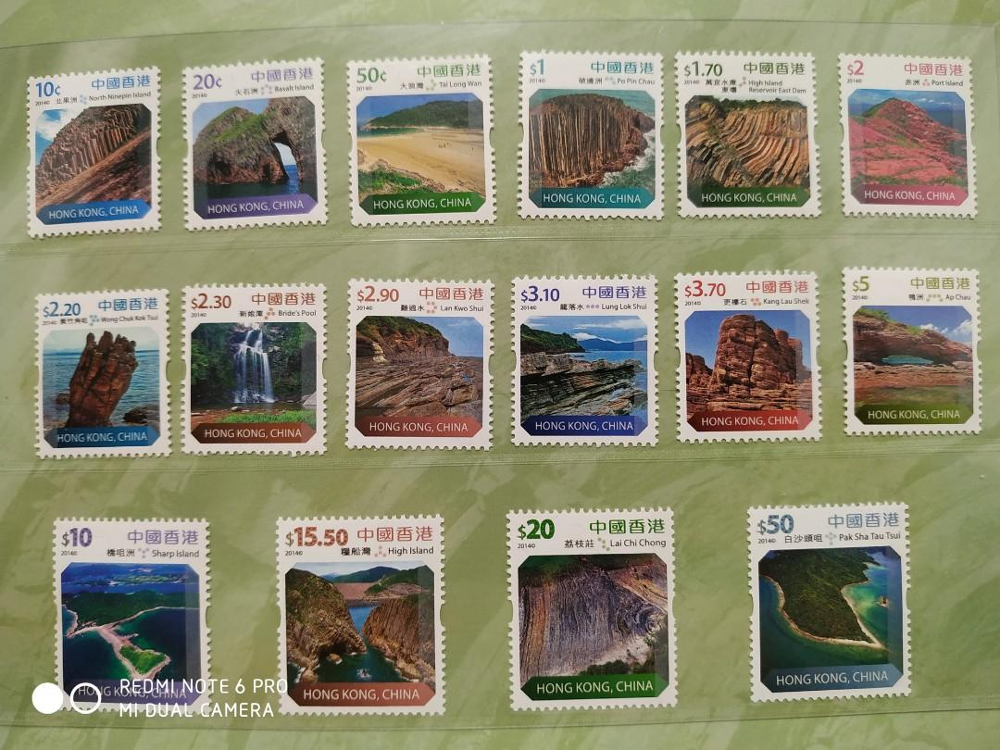 10¢ 中國香港
2014© 北果洲 North Ninepin Island
HONG KONG, CHINA
20¢ 中國香港
2014© 火石洲 Basalt Island
HONG KONG, CHINA
50¢ 中國香港
2014© 大浪灣 Tai Long Wan
HONG KONG, CHINA
$1 中國香港
2014© 破邊洲 Po Pin Chau
HONG KONG, CHINA
$1.70 中國香港
2014© 萬宜水庫 High Island
東壩 Reservoir East Dam
HONG KONG, CHINA
$2 中國香港
2014© 赤洲 Port Island
HONG KONG, CHINA
$2.20 中國香港
2014© 黃竹角咀 Wong Chuk Kok Tsui
HONG KONG, CHINA
$2.30 中國香港
2014© 新娘潭 Bride's Pool
HONG KONG, CHINA
$2.90 中國香港
2014© 難過水 Lan Kwo Shui
HONG KONG, CHINA
$3.10 中國香港
2014© 龍落水 Lung Lok Shui
HONG KONG, CHINA
$3.70 中國香港
2014© 更樓石 Kang Lau Shek
HONG KONG, CHINA
$5 中國香港
2014© 鴨洲 Ap Chau
HONG KONG, CHINA
$10 中國香港
2014© 橋咀洲 Sharp Island
HONG KONG, CHINA
$15.50 中國香港
2014© 糧船灣 High Island
HONG KONG, CHINA
$20 中國香港
2014© 荔枝莊 Lai Chi Chong
HONG KONG, CHINA
$50 中國香港
2014© 白沙頭咀 Pak Sha Tau Tsui
HONG KONG, CHINA
REDMI NOTE 6 PRO
MI DUAL CAMERA